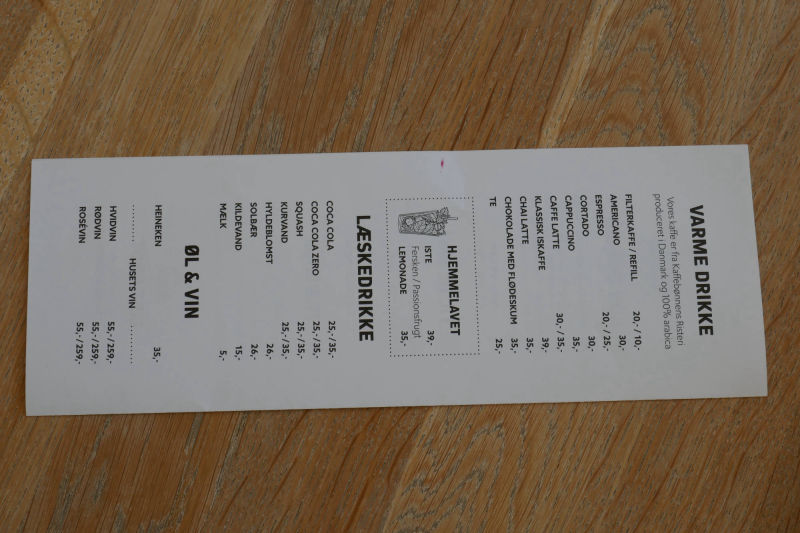 VARME DRIKKE
Vores kaffe er fra Kaffebønnens Risteri
produceret i Danmark og 100% arabica
FILTERKAFFE / REFILL 20,- / 10,-
AMERICANO 30,-
ESPRESSO 20,- / 25,-
CORTADO 30,-
CAPPUCCINO 35,-
CAFFE LATTE 30,- / 35,-
KLASSISK ISKAFFE 39,-
CHAI LATTE 35,-
CHOKOLADE MED FLØDESKUM 35,-
TE 25,-
HJEMMELAVET
ISTE 39,-
Fersken / Passionsfrugt
LEMONADE 35,-
LÆSKEDRIKKE
COCA COLA 25,- / 35,-
COCA COLA ZERO 25,- / 35,-
SQUASH 25,- / 35,-
KURVAND 25,- / 35,-
HYLDEBLOMST 26,-
SOLBÆR 26,-
KILDEVAND 15,-
MÆLK 5,-
ØL & VIN
HEINEKEN 35,-
............ HUSETS VIN ............
HVIDVIN 55,- / 259,-
RØDVIN 55,- / 259,-
ROSÉVIN 55,- / 259,-